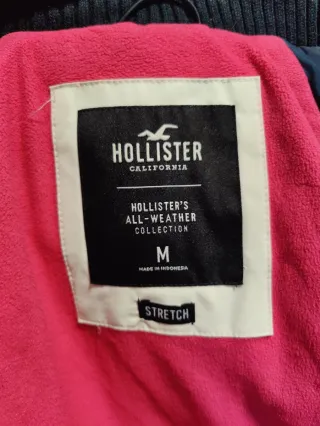 HOLLISTER
CALIFORNIA
HOLLISTER'S
ALL-WEATHER
COLLECTION
M
MADE IN INDONESIA
STRETCH